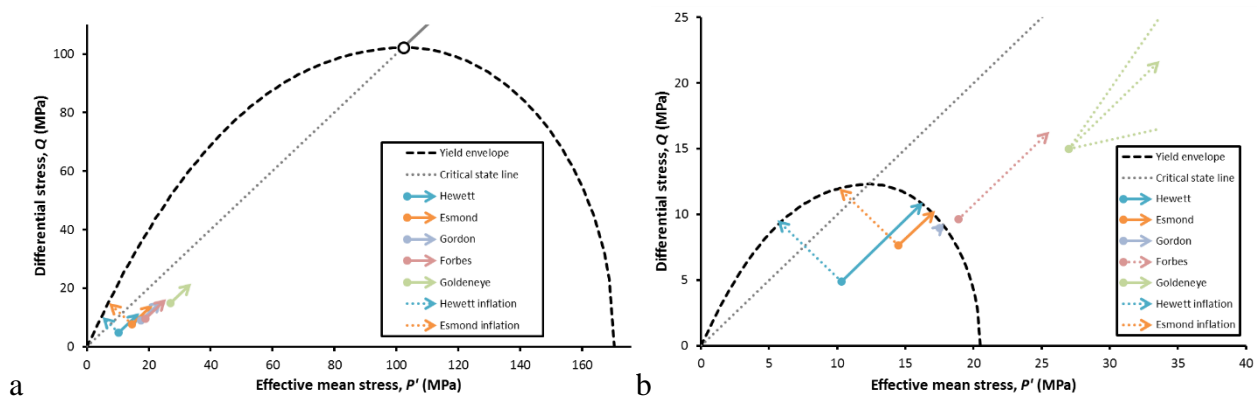 Differential stress, Q (MPa)
100
80
60
40
20
0
0 20 40 60 80 100 120 140 160
Effective mean stress, P' (MPa)
Yield envelope
Critical state line
Hewett
Esmond
Gordon
Forbes
Goldeneye
Hewett inflation
Esmond inflation
a
Differential stress, Q (MPa)
25
20
15
10
5
0
0 5 10 15 20 25 30 35 40
Effective mean stress, P' (MPa)
Yield envelope
Critical state line
Hewett
Esmond
Gordon
Forbes
Goldeneye
Hewett inflation
Esmond inflation
b